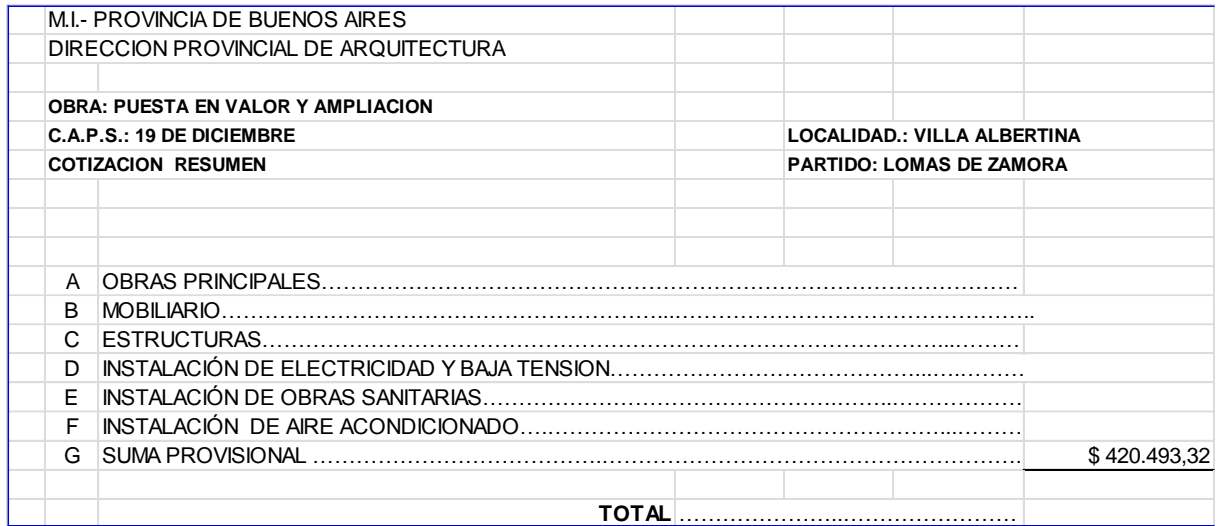 M.I.- PROVINCIA DE BUENOS AIRES
DIRECCION PROVINCIAL DE ARQUITECTURA
OBRA: PUESTA EN VALOR Y AMPLIACION
C.A.P.S.: 19 DE DICIEMBRE LOCALIDAD.: VILLA ALBERTINA
COTIZACION RESUMEN PARTIDO: LOMAS DE ZAMORA
A OBRAS PRINCIPALES……………………………………………………………………………………
B MOBILIARIO……………………………………………………...………………………………………….
C ESTRUCTURAS…………………………………………………………………………………...………
D INSTALACIÓN DE ELECTRICIDAD Y BAJA TENSION……………………………………...…..………
E INSTALACIÓN DE OBRAS SANITARIAS………………………………………….…..………………
F INSTALACIÓN DE AIRE ACONDICIONADO….………………………………………………...………
G SUMA PROVISIONAL ………………………………….………………………………………………… $ 420.493,32
TOTAL …………………..……………………